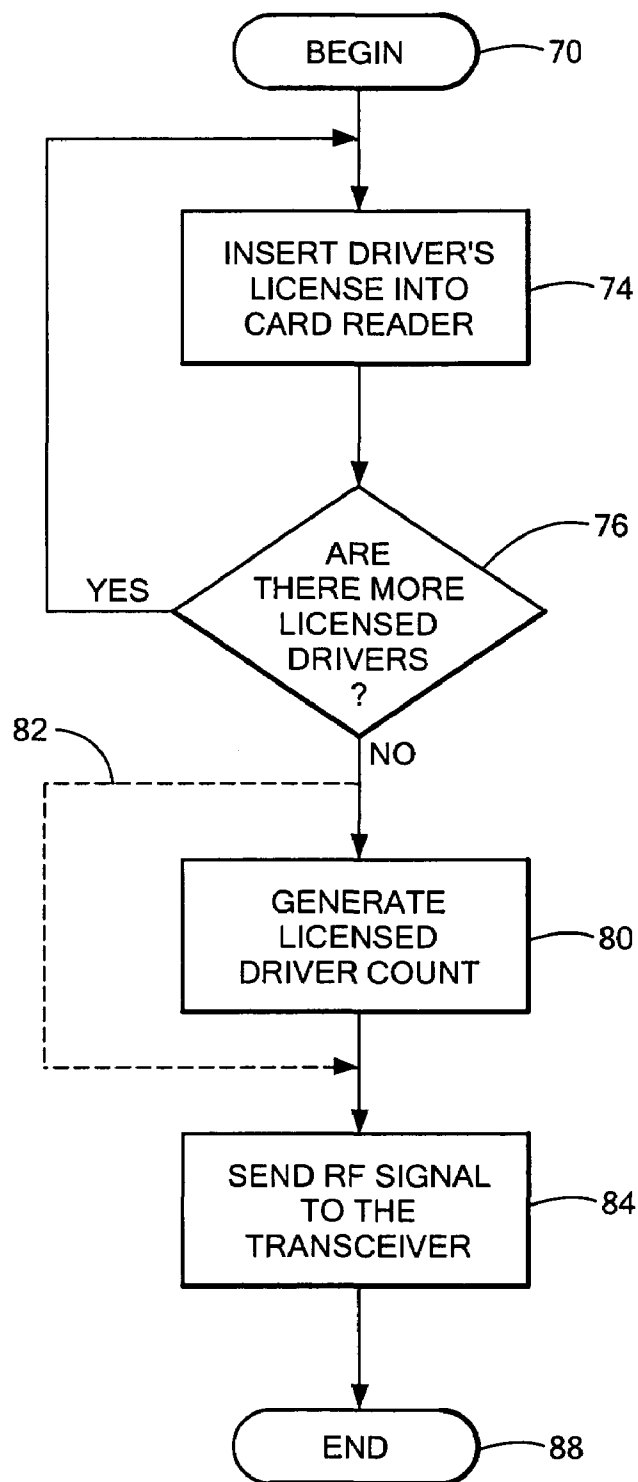 BEGIN
70
INSERT DRIVER'S
LICENSE INTO
CARD READER
74
76
ARE
THERE MORE
LICENSED
DRIVERS
?
YES
82
NO
GENERATE
LICENSED
DRIVER COUNT
80
SEND RF SIGNAL
TO THE
TRANSCEIVER
84
END
88